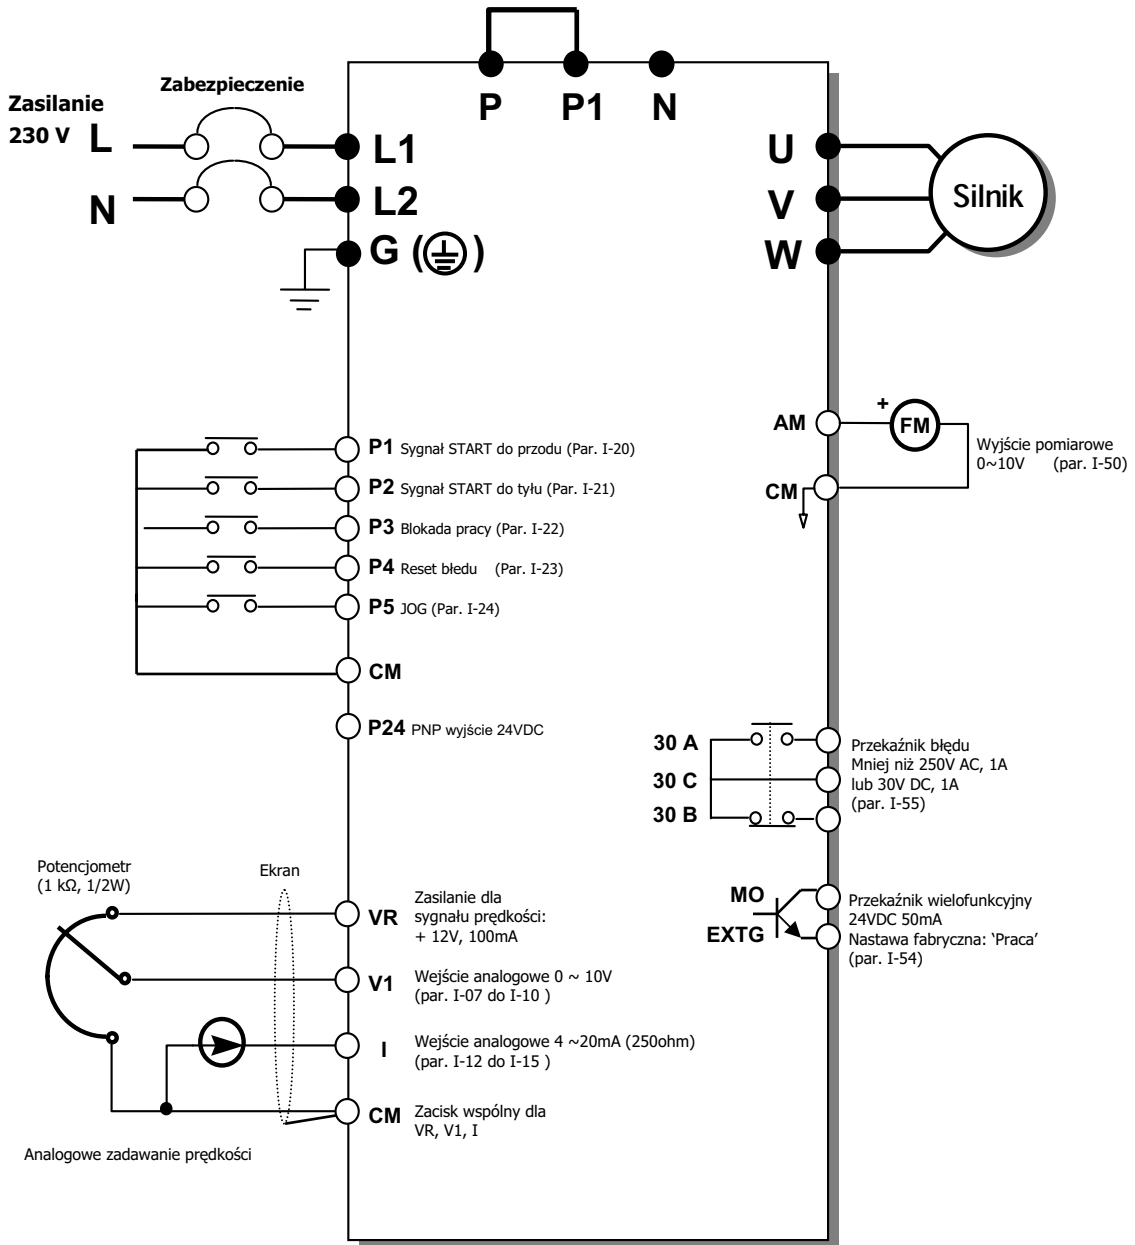 P P1 N
Zabezpieczenie
Zasilanie
230 V L
L1
N
L2
G ( )
U
V
W
Silnik
P1 Sygnał START do przodu (Par. I-20)
P2 Sygnał START do tyłu (Par. I-21)
P3 Blokada pracy (Par. I-22)
P4 Reset błedu (Par. I-23)
P5 JOG (Par. I-24)
CM
P24 PNP wyjście 24VDC
AM
+
FM
CM
Wyjście pomiarowe
0~10V (par. I-50)
30 A
30 C
30 B
Przekaźnik błędu
Mniej niż 250V AC, 1A
lub 30V DC, 1A
(par. I-55)
MO
EXTG
Przekaźnik wielofunkcyjny
24VDC 50mA
Nastawa fabryczna: ‘Praca’
(par. I-54)
Potencjometr
(1 kΩ, 1/2W)
Ekran
VR
Zasilanie dla
sygnału prędkości:
+ 12V, 100mA
V1
Wejście analogowe 0 ~ 10V
(par. I-07 do I-10 )
I
Wejście analogowe 4 ~20mA (250ohm)
(par. I-12 do I-15 )
CM
Zacisk wspólny dla
VR, V1, I
Analogowe zadawanie prędkości